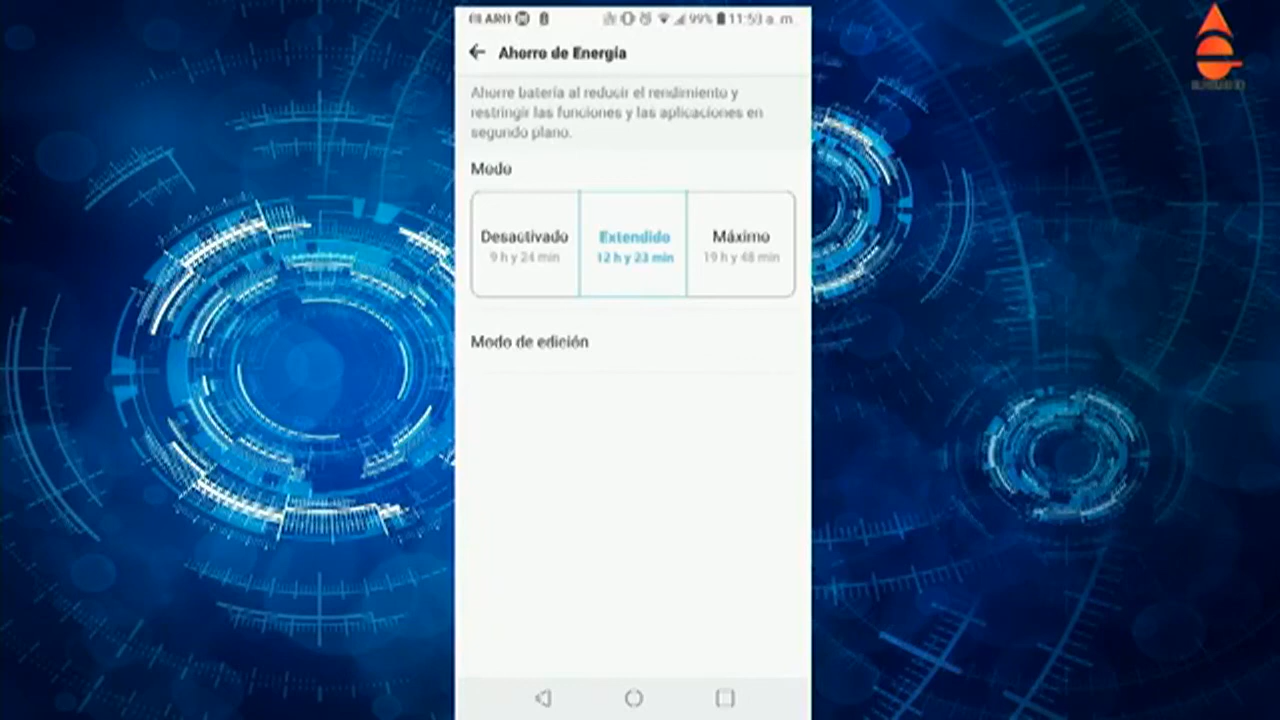 CLARO 99% 11:53 a. m.
Ahorro de Energía
Ahorre batería al reducir el rendimiento y
restringir las funciones y las aplicaciones en
segundo plano.
Modo
Desactivado Extendido Máximo
9 h y 24 min 12 h y 23 min 19 h y 48 min
Modo de edición